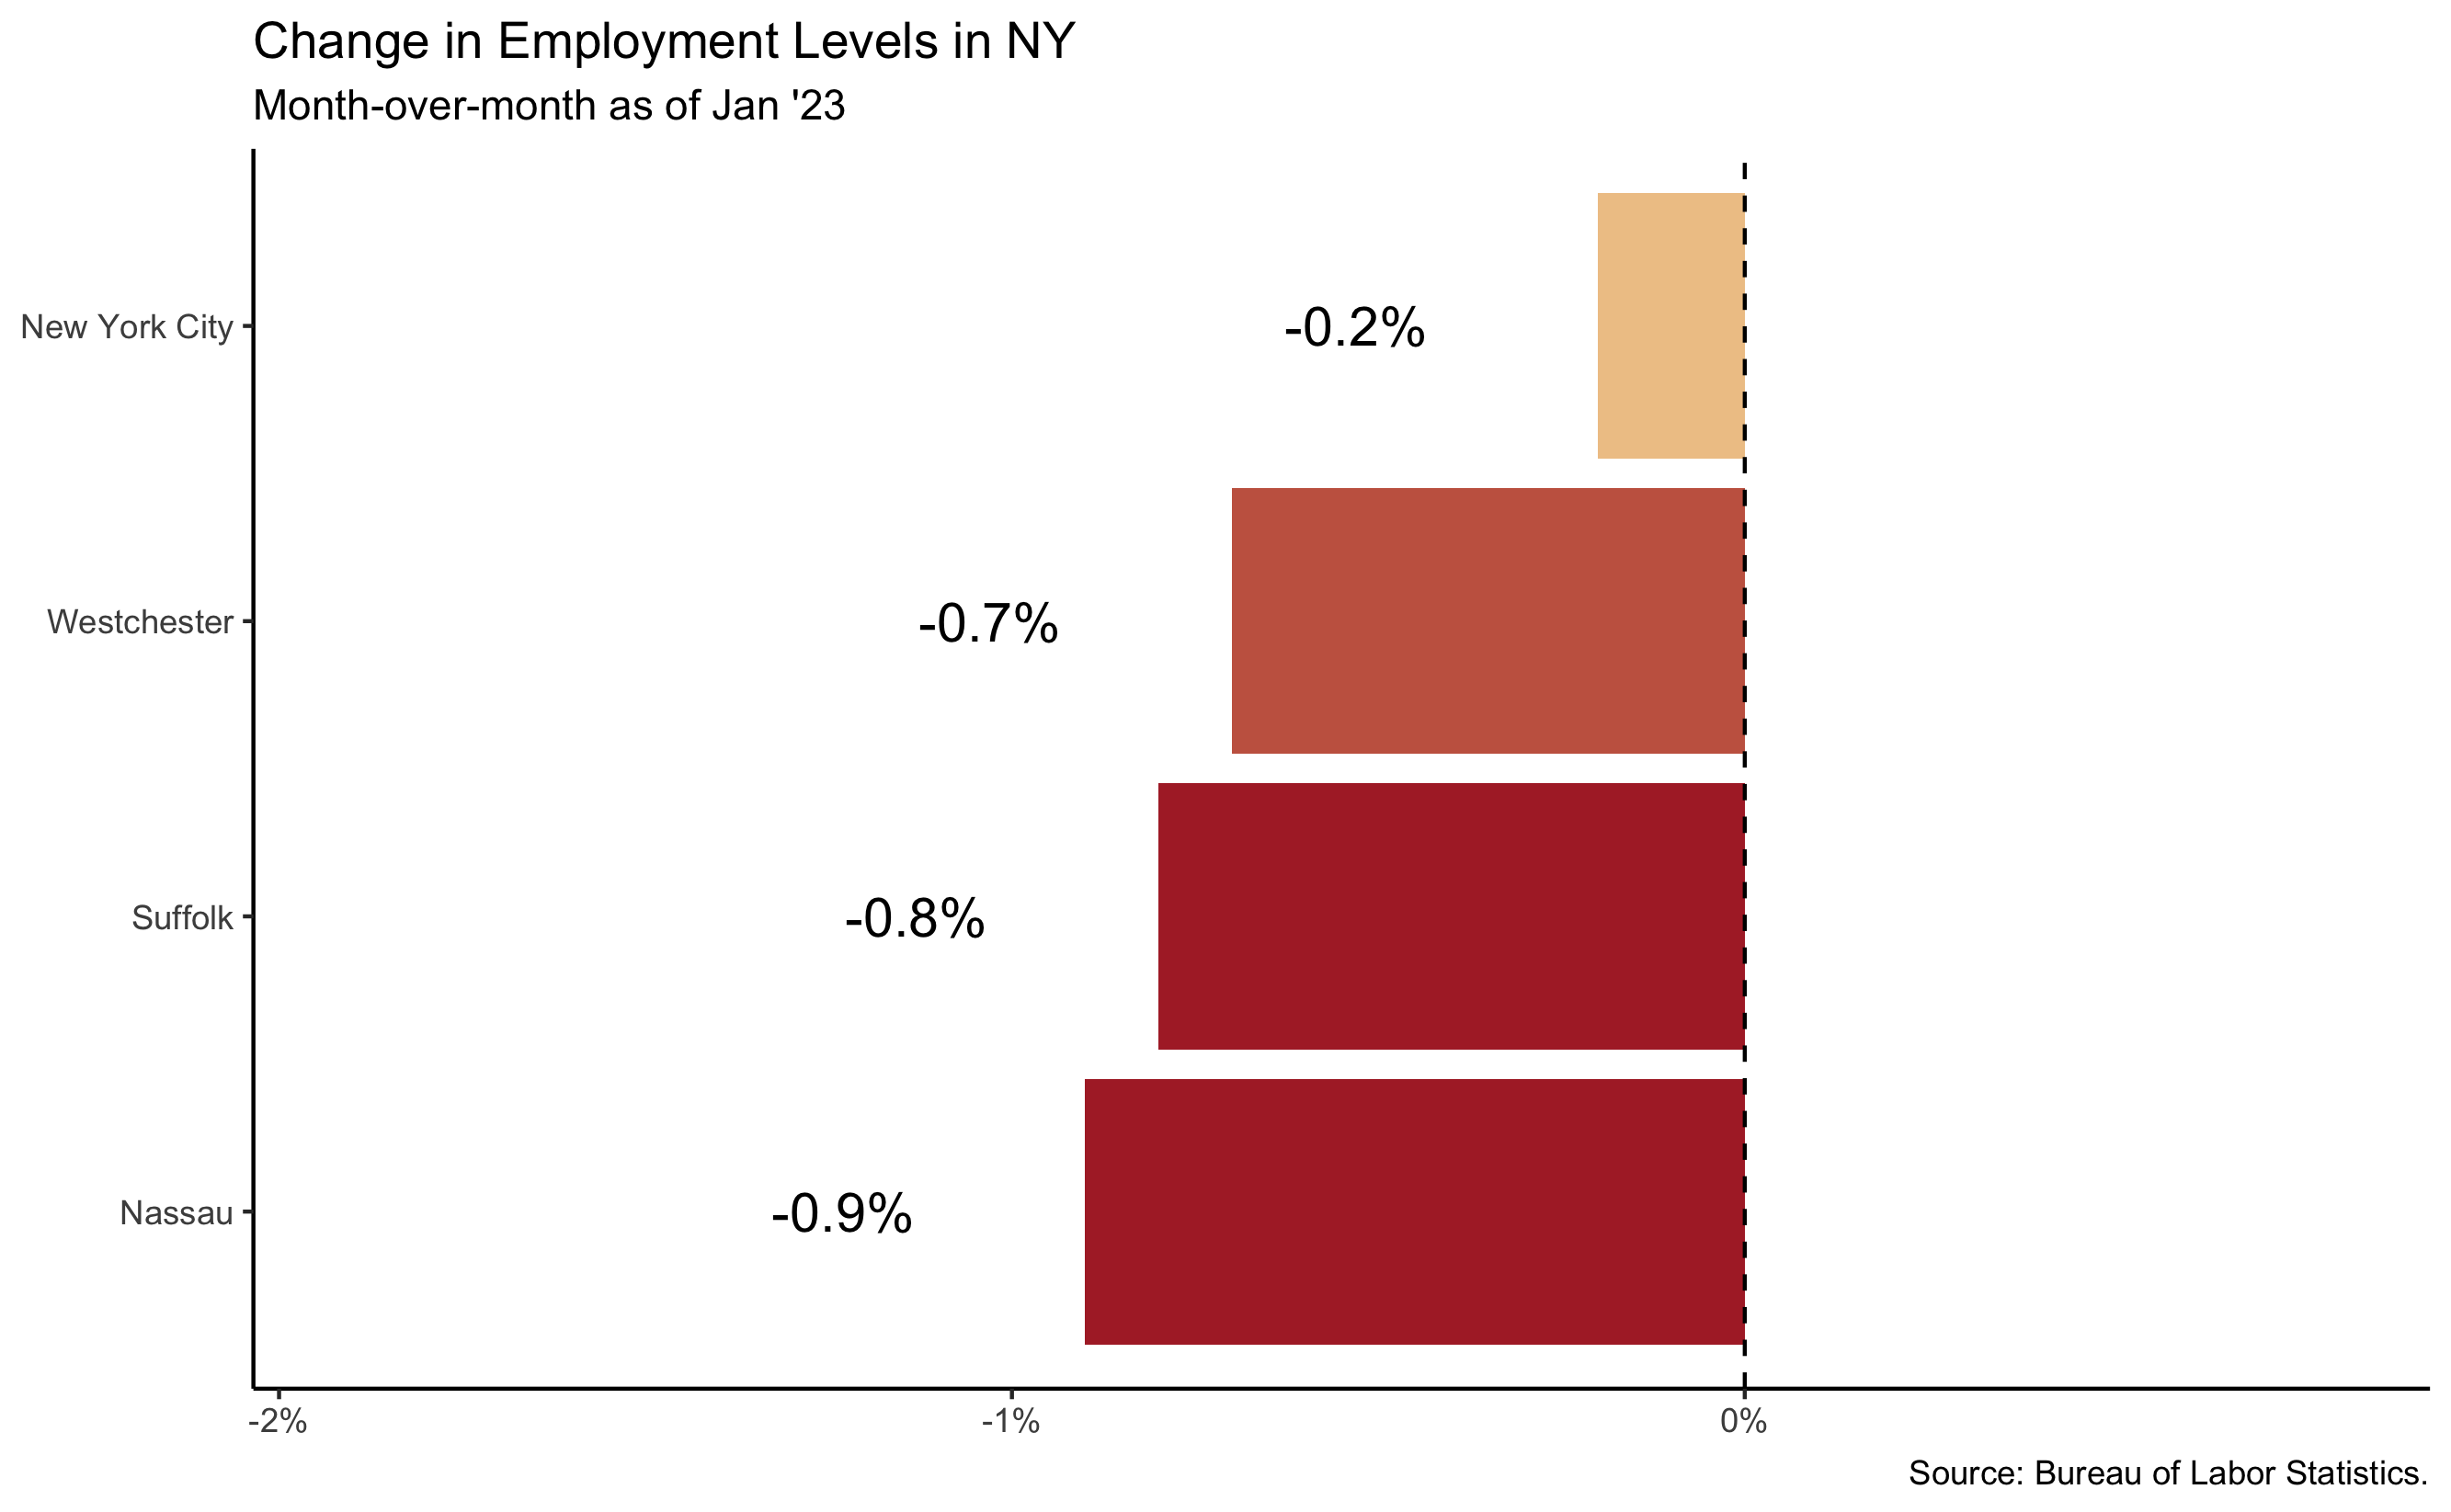 Change in Employment Levels in NY
Month-over-month as of Jan '23
New York City
-0.2%
Westchester
-0.7%
Suffolk
-0.8%
Nassau
-0.9%
-2%
-1%
0%
Source: Bureau of Labor Statistics.